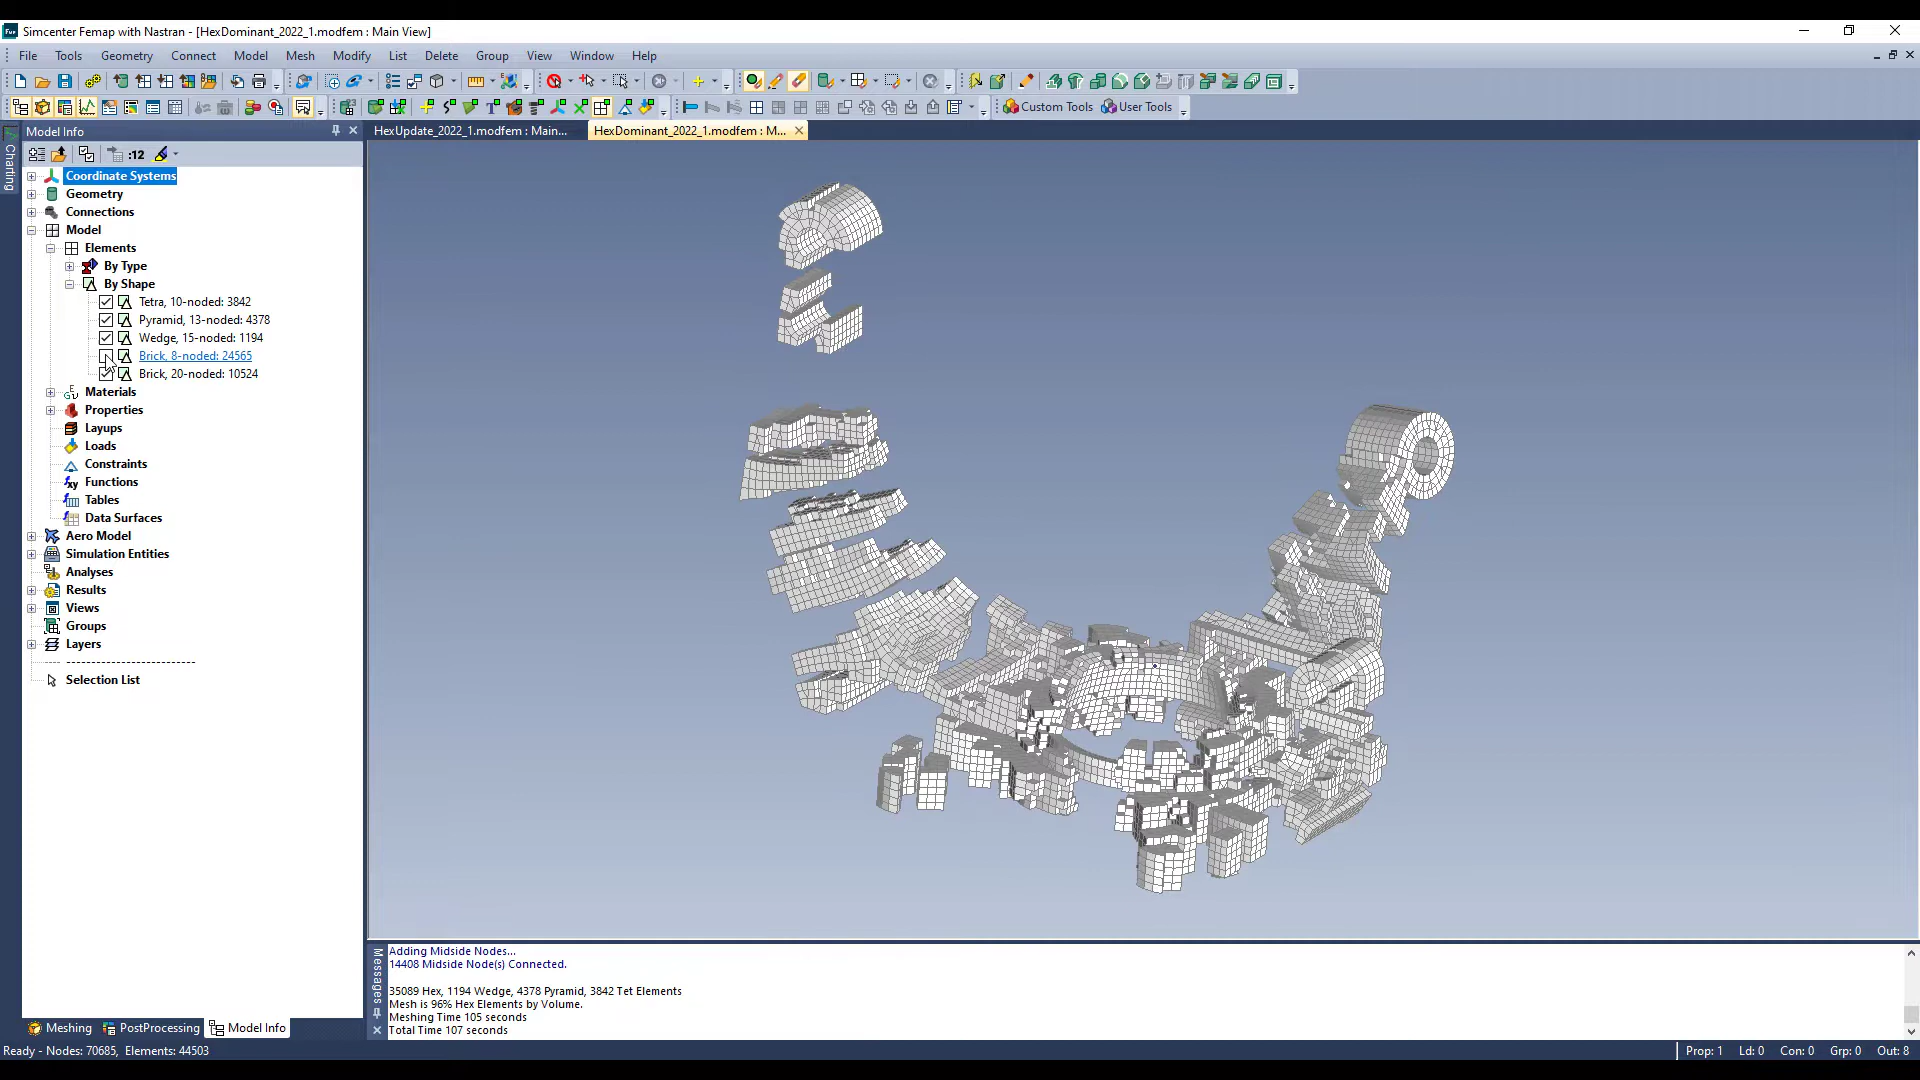 Simcenter Femap with Nastran - [HexDominant_2022_1.modfem : Main View]
File Tools Geometry Connect Model Mesh Modify List Delete Group View Window Help
Custom Tools User Tools
Model Info
HexUpdate_2022_1.modfem : Main...
HexDominant_2022_1.modfem : M...
Charting
:12
Coordinate Systems
Geometry
Connections
Model
Elements
By Type
By Shape
Tetra, 10-noded: 3842
Pyramid, 13-noded: 4378
Wedge, 15-noded: 1194
Brick, 8-noded: 24565
Brick, 20-noded: 10524
Materials
Properties
Layups
Loads
Constraints
Functions
Tables
Data Surfaces
Aero Model
Simulation Entities
Analyses
Results
Views
Groups
Layers
Selection List
Messages
Adding Midside Nodes...
14408 Midside Node(s) Connected.
35089 Hex, 1194 Wedge, 4378 Pyramid, 3842 Tet Elements
Mesh is 96% Hex Elements by Volume.
Meshing Time 105 seconds
Total Time 107 seconds
Meshing PostProcessing Model Info
Ready - Nodes: 70685, Elements: 44503
Prop: 1 Ld: 0 Con: 0 Grp: 0 Out: 8